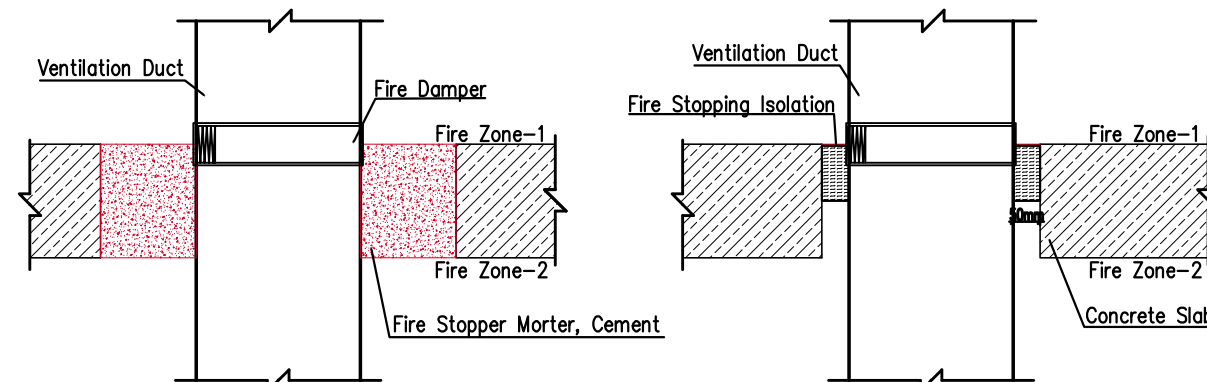 Ventilation Duct
Fire Damper
Fire Zone-1
Fire Zone-2
Fire Stopper Morter, Cement
Ventilation Duct
Fire Stopping Isolation
Fire Zone-1
50mm
Fire Zone-2
Concrete Slab